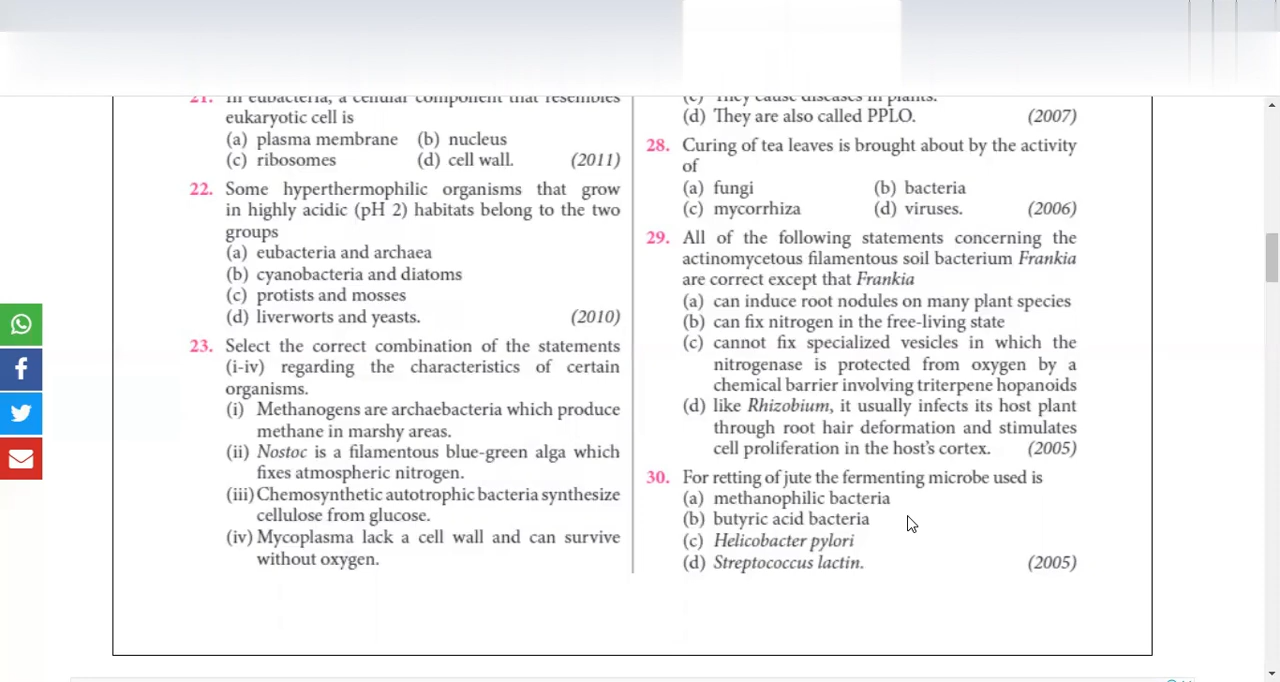 21. In eubacteria, a cellular component that resembles
eukaryotic cell is
(a) plasma membrane (b) nucleus
(c) ribosomes (d) cell wall. (2011)
22. Some hyperthermophilic organisms that grow
in highly acidic (pH 2) habitats belong to the two
groups
(a) eubacteria and archaea
(b) cyanobacteria and diatoms
(c) protists and mosses
(d) liverworts and yeasts. (2010)
23. Select the correct combination of the statements
(i-iv) regarding the characteristics of certain
organisms.
(i) Methanogens are archaebacteria which produce
methane in marshy areas.
(ii) Nostoc is a filamentous blue-green alga which
fixes atmospheric nitrogen.
(iii) Chemosynthetic autotrophic bacteria synthesize
cellulose from glucose.
(iv) Mycoplasma lack a cell wall and can survive
without oxygen.
(c) They cause diseases in plants.
(d) They are also called PPLO. (2007)
28. Curing of tea leaves is brought about by the activity
of
(a) fungi (b) bacteria
(c) mycorrhiza (d) viruses. (2006)
29. All of the following statements concerning the
actinomycetous filamentous soil bacterium Frankia
are correct except that Frankia
(a) can induce root nodules on many plant species
(b) can fix nitrogen in the free-living state
(c) cannot fix specialized vesicles in which the
nitrogenase is protected from oxygen by a
chemical barrier involving triterpene hopanoids
(d) like Rhizobium, it usually infects its host plant
through root hair deformation and stimulates
cell proliferation in the host's cortex. (2005)
30. For retting of jute the fermenting microbe used is
(a) methanophilic bacteria
(b) butyric acid bacteria
(c) Helicobacter pylori
(d) Streptococcus lactin. (2005)